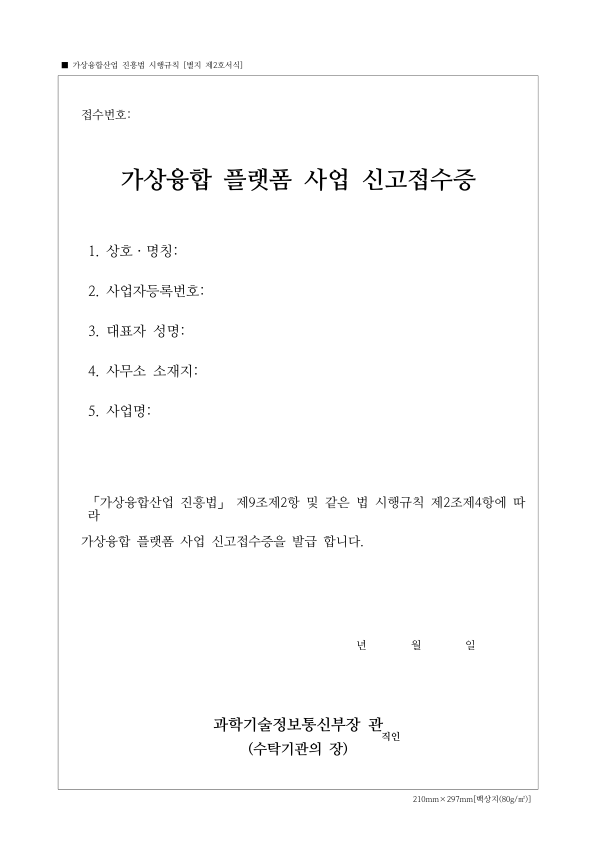 ■ 가상융합산업 진흥법 시행규칙 [별지 제2호서식]
접수번호:
가상융합 플랫폼 사업 신고접수증
1. 상호 · 명칭:
2. 사업자등록번호:
3. 대표자 성명:
4. 사무소 소재지:
5. 사업명:
「가상융합산업 진흥법」 제9조제2항 및 같은 법 시행규칙 제2조제4항에 따
라
가상융합 플랫폼 사업 신고접수증을 발급 합니다.
년 월 일
과학기술정보통신부장 관
직인
(수탁기관의 장)
210mm×297mm[백상지(80g/㎡)]